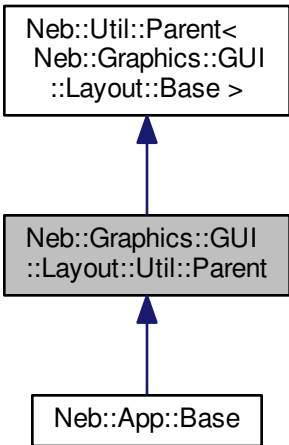 Neb::Util::Parent<
Neb::Graphics::GUI
::Layout::Base >
Neb::Graphics::GUI
::Layout::Util::Parent
Neb::App::Base